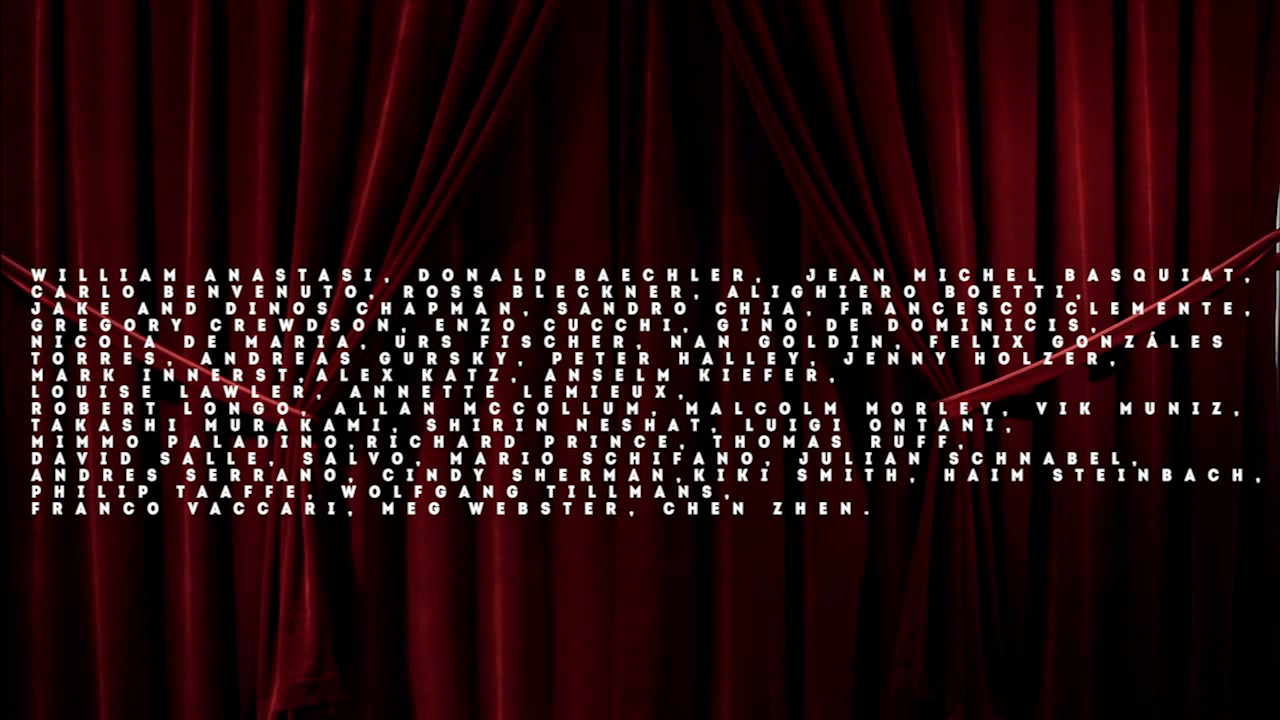 WILLIAM ANASTASI, DONALD BAECHLER, JEAN MICHEL BASQUIAT,
CARLO BENVENUTO, ROSS BLECKNER, ALIGHIERO BOETTI,
JAKE AND DINOS CHAPMAN, SANDRO CHIA, FRANCESCO CLEMENTE,
GREGORY CREWDSON, ENZO CUCCHI, GINO DE DOMINICIS,
NICOLA DE MARIA, URS FISCHER, NAN GOLDIN, FELIX GONZÁLES
TORRES, ANDREAS GURSKY, PETER HALLEY, JENNY HOLZER,
MARK INNERST,ALEX KATZ, ANSELM KIEFER,
LOUISE LAWLER, ANNETTE LEMIEUX,
ROBERT LONGO, ALLAN MCCOLLUM, MALCOLM MORLEY, VIK MUNIZ,
TAKASHI MURAKAMI, SHIRIN NESHAT, LUIGI ONTANI,
MIMMO PALADINO,RICHARD PRINCE, THOMAS RUFF,
DAVID SALLE, SALVO, MARIO SCHIFANO, JULIAN SCHNABEL,
ANDRES SERRANO, CINDY SHERMAN,KIKI SMITH, HAIM STEINBACH,
PHILIP TAAFFE, WOLFGANG TILLMANS,
FRANCO VACCARI, MEG WEBSTER, CHEN ZHEN.